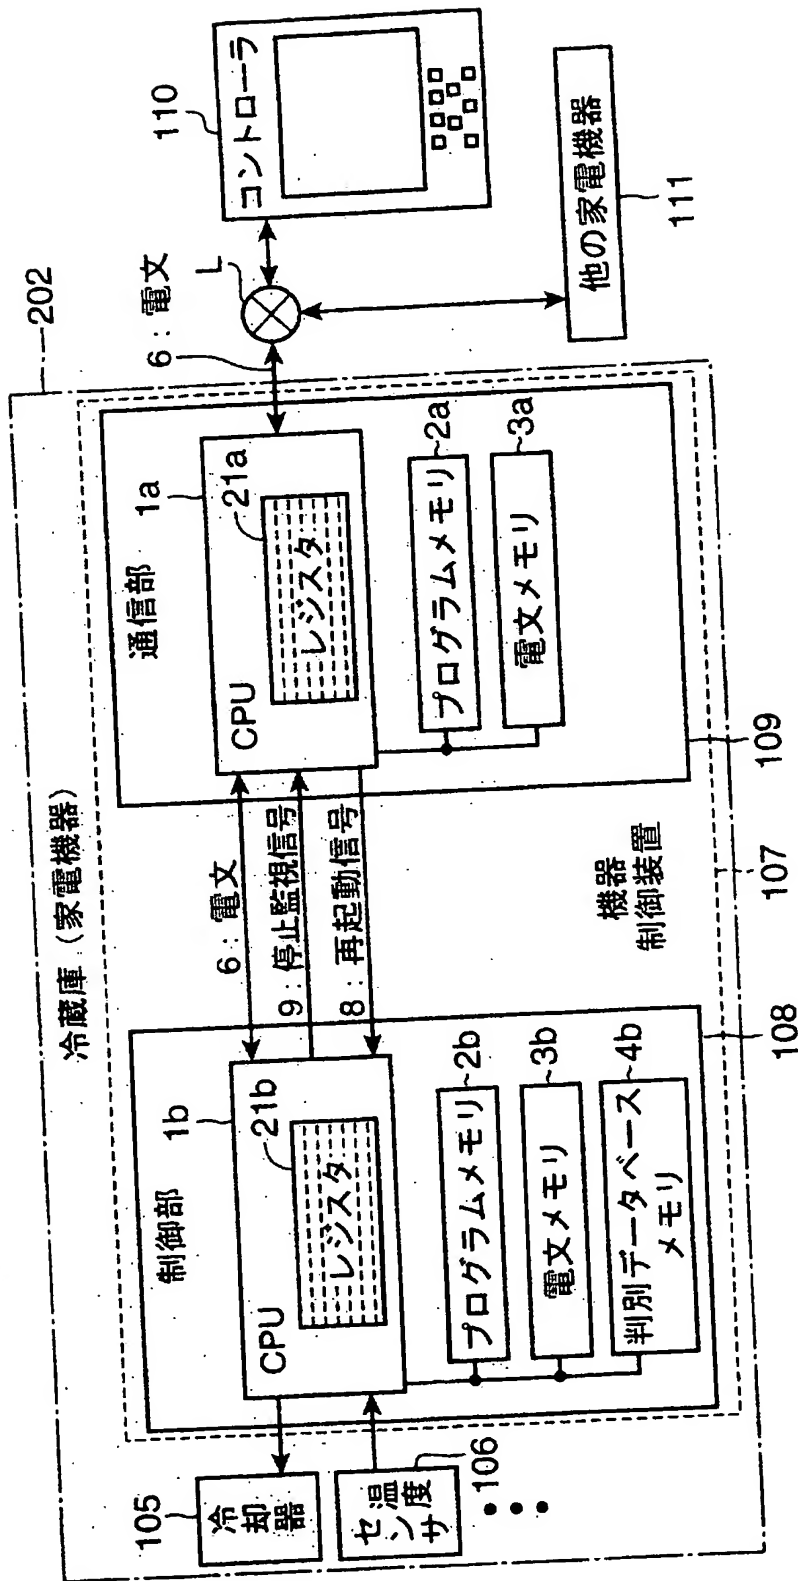 冷蔵庫（家電機器）
202
制御部
1b
CPU
21b
レジスタ
プログラムメモリ
2b
電文メモリ
3b
判別データベース
メモリ
4b
108
105
冷却器
温度
センサ
106
6：電文
9：停止監視信号
8：再起動信号
機器
制御装置
107
通信部
1a
CPU
21a
レジスタ
プログラムメモリ
2a
電文メモリ
3a
109
6：電文
L
110
コントローラ
他の家電機器
111